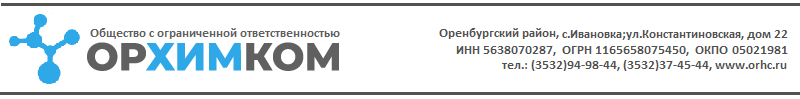 Общество с ограниченной ответственностью
ОРХИМКОМ
Оренбургский район, с.Ивановка;ул.Константиновская, дом 22
ИНН 5638070287, ОГРН 1165658075450, ОКПО 05021981
тел.: (3532)94-98-44, (3532)37-45-44, www.orhc.ru